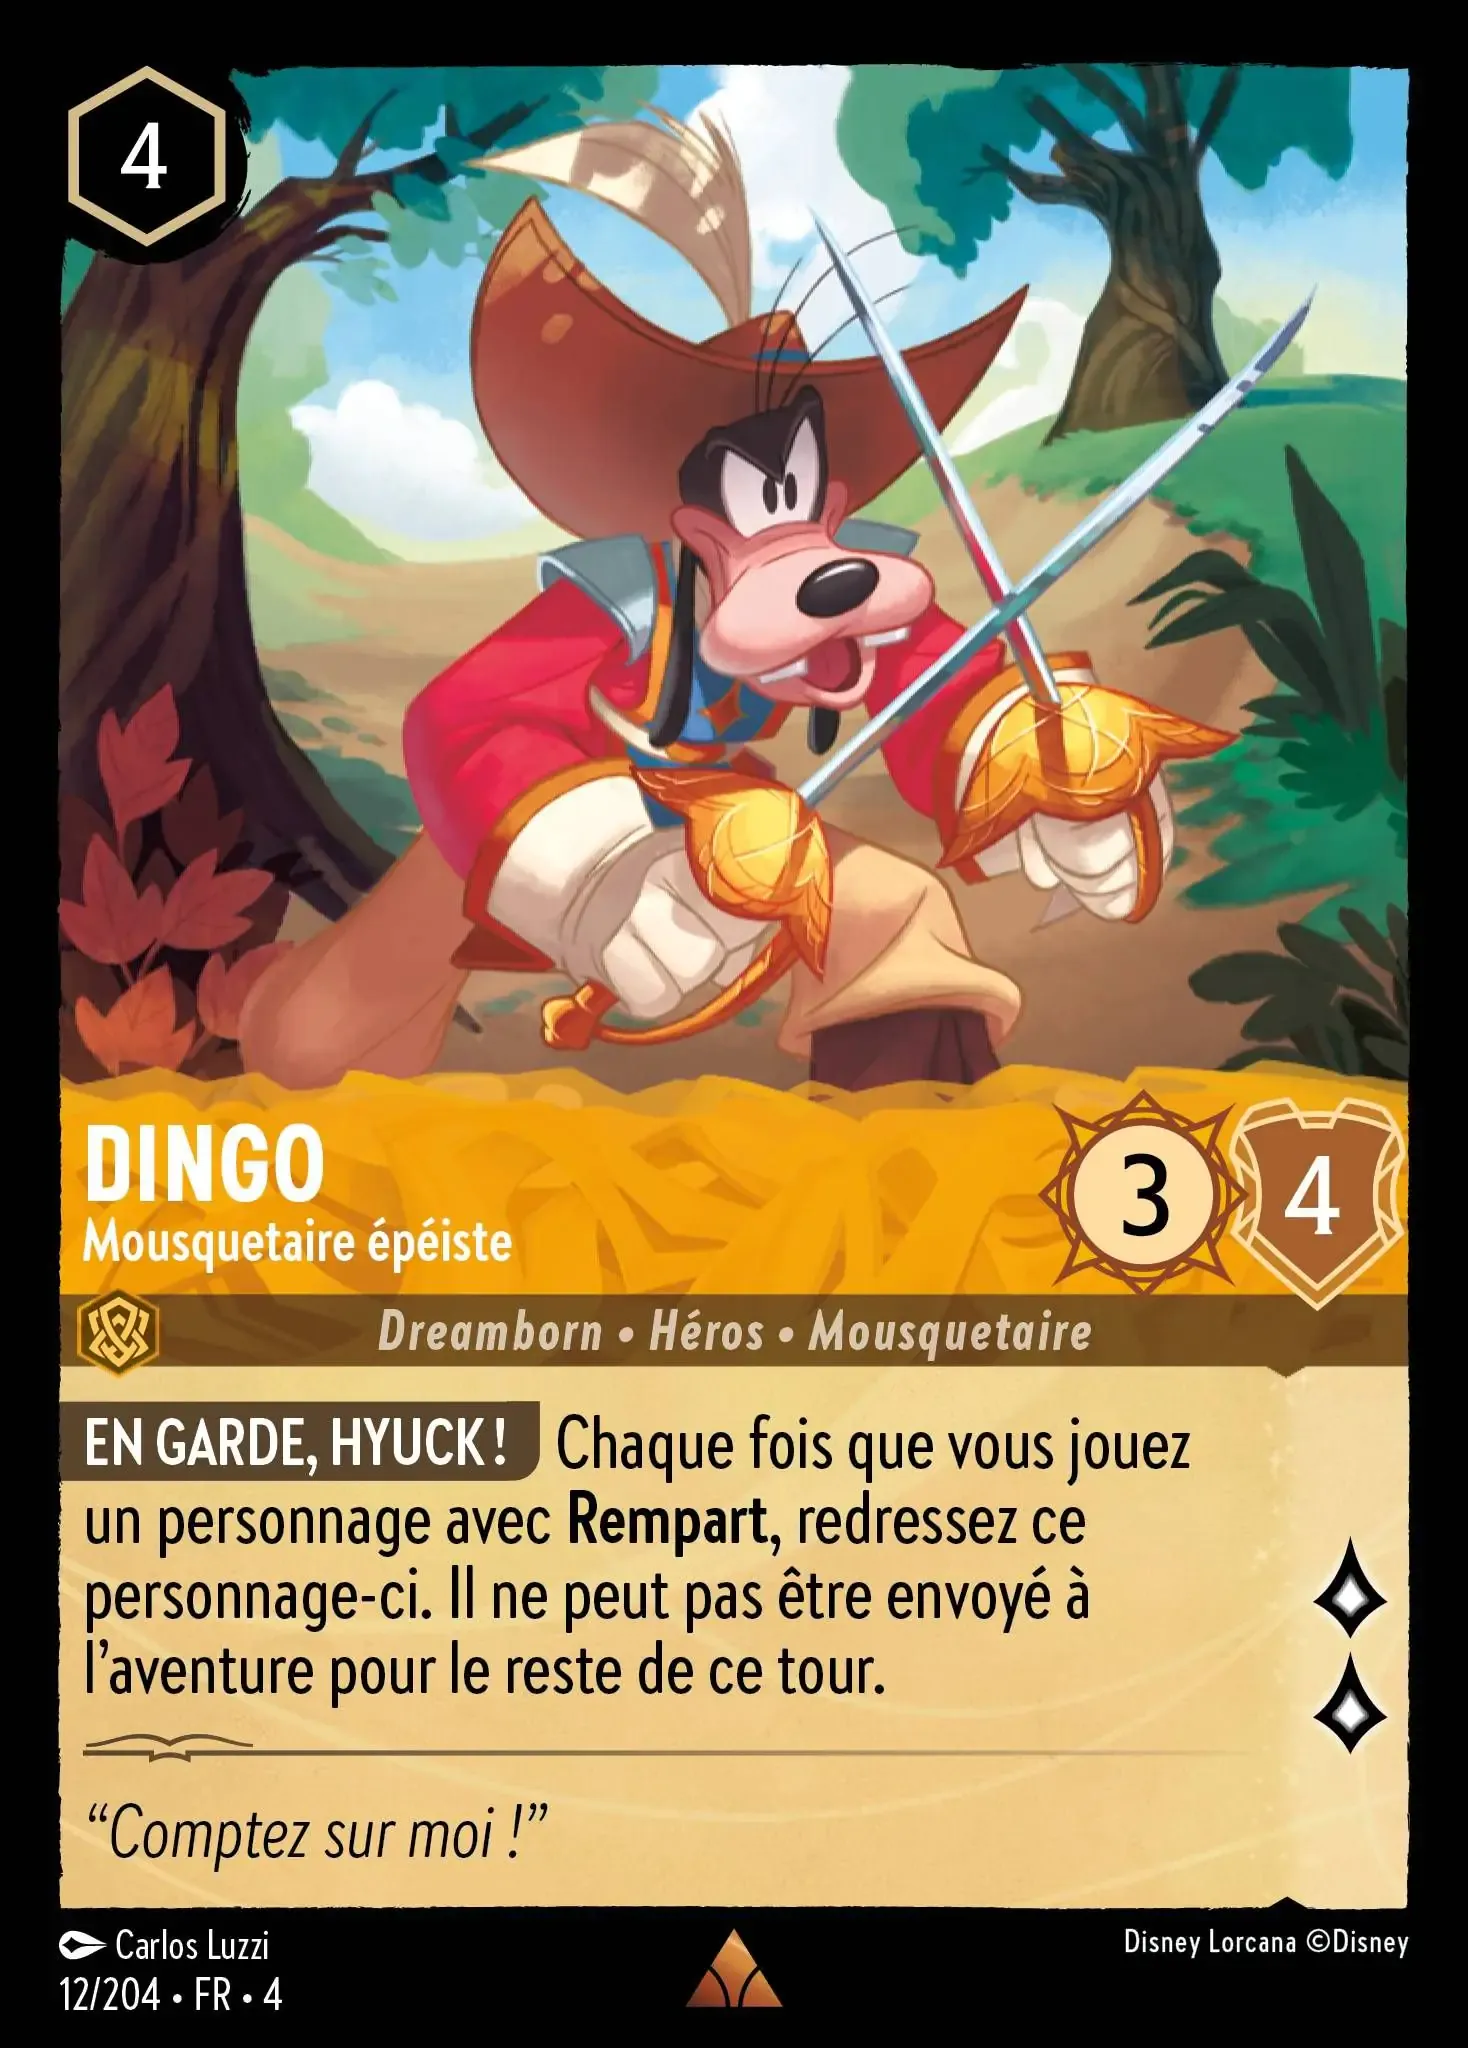 4
DINGO
Mousquetaire épéiste
3
4
Dreamborn • Héros • Mousquetaire
EN GARDE, HYUCK ! Chaque fois que vous jouez
un personnage avec Rempart, redressez ce
personnage-ci. Il ne peut pas être envoyé à
l’aventure pour le reste de ce tour.
“Comptez sur moi !”
Carlos Luzzi
Disney Lorcana ©Disney
12/204 • FR • 4